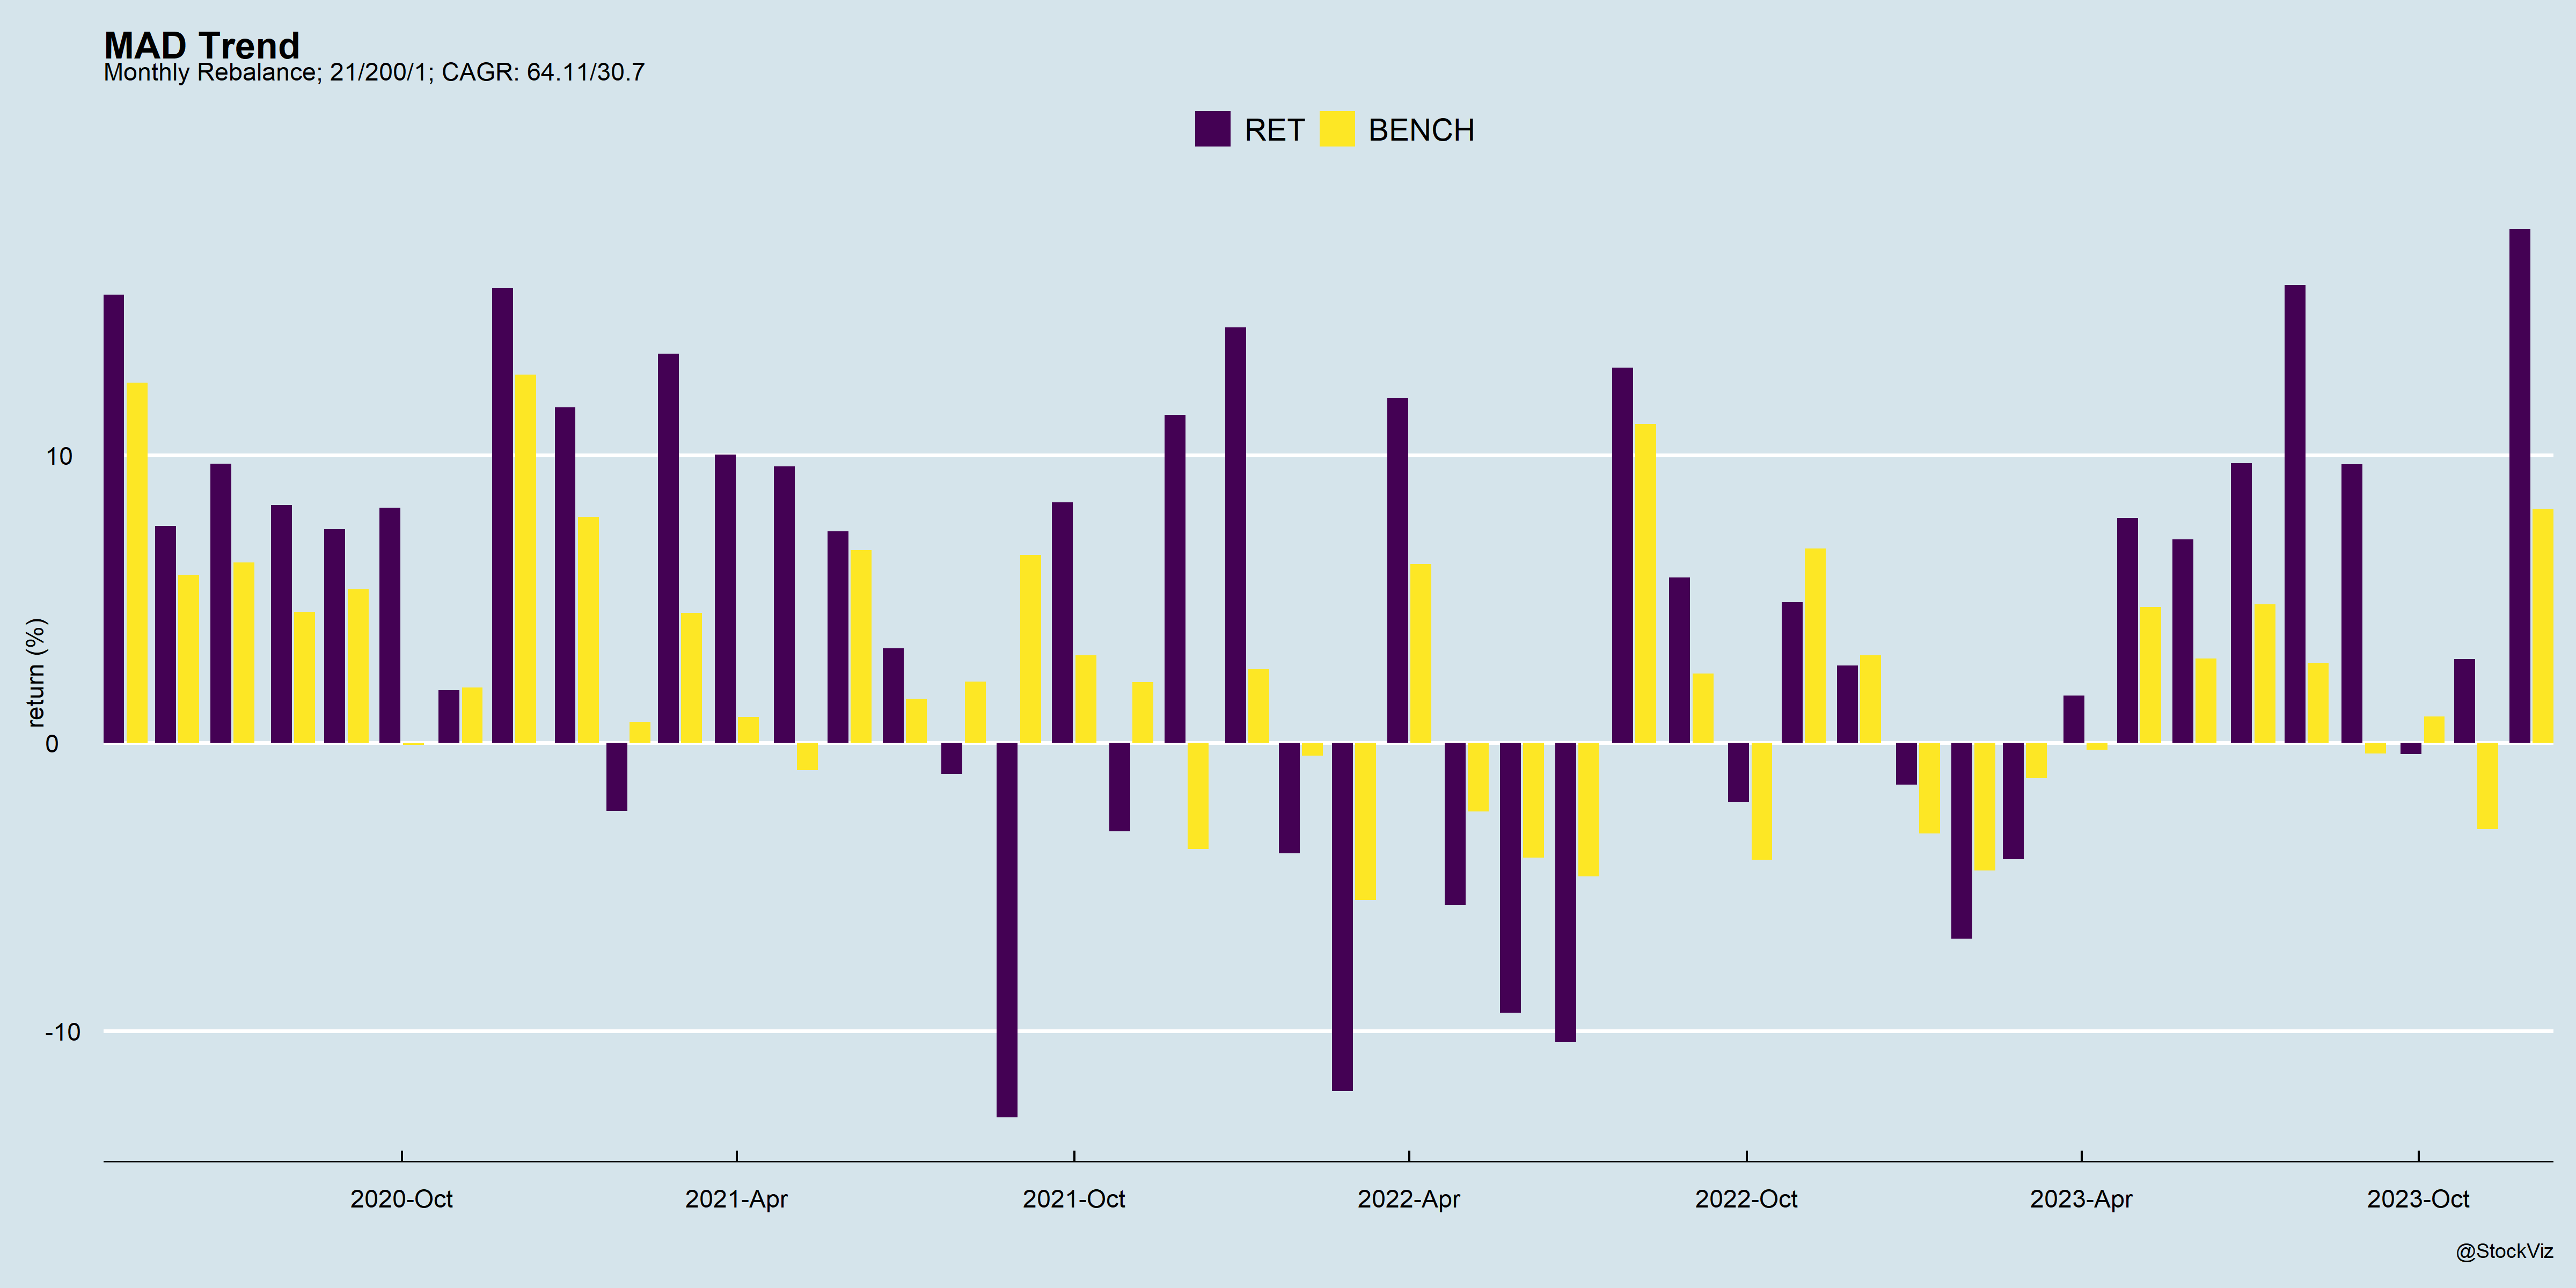 MAD Trend
Monthly Rebalance; 21/200/1; CAGR: 64.11/30.7
RET BENCH
return (%)
10
0
-10
2020-Oct 2021-Apr 2021-Oct 2022-Apr 2022-Oct 2023-Apr 2023-Oct
@StockViz